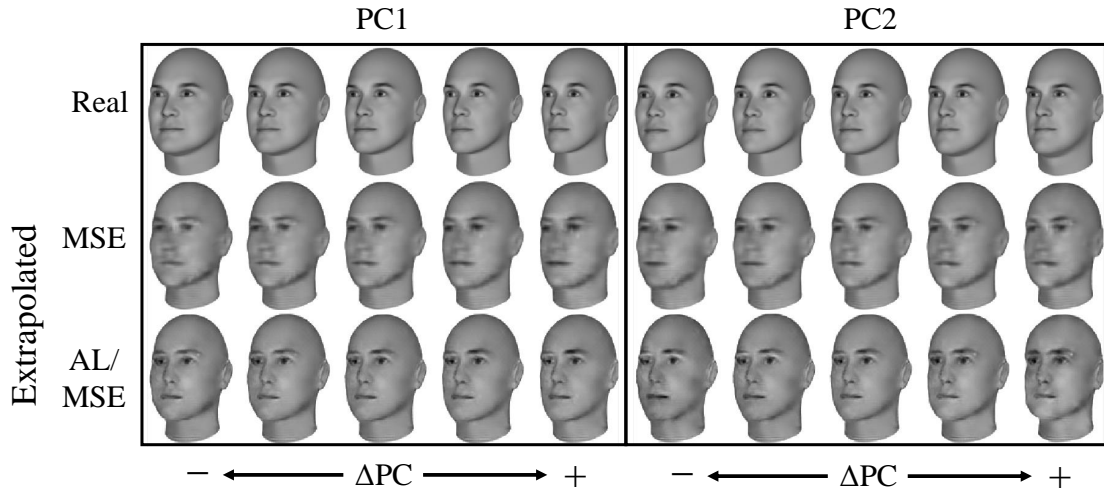 PC1 PC2
Real
MSE
AL/
MSE
Extrapolated
− ΔPC + − ΔPC +